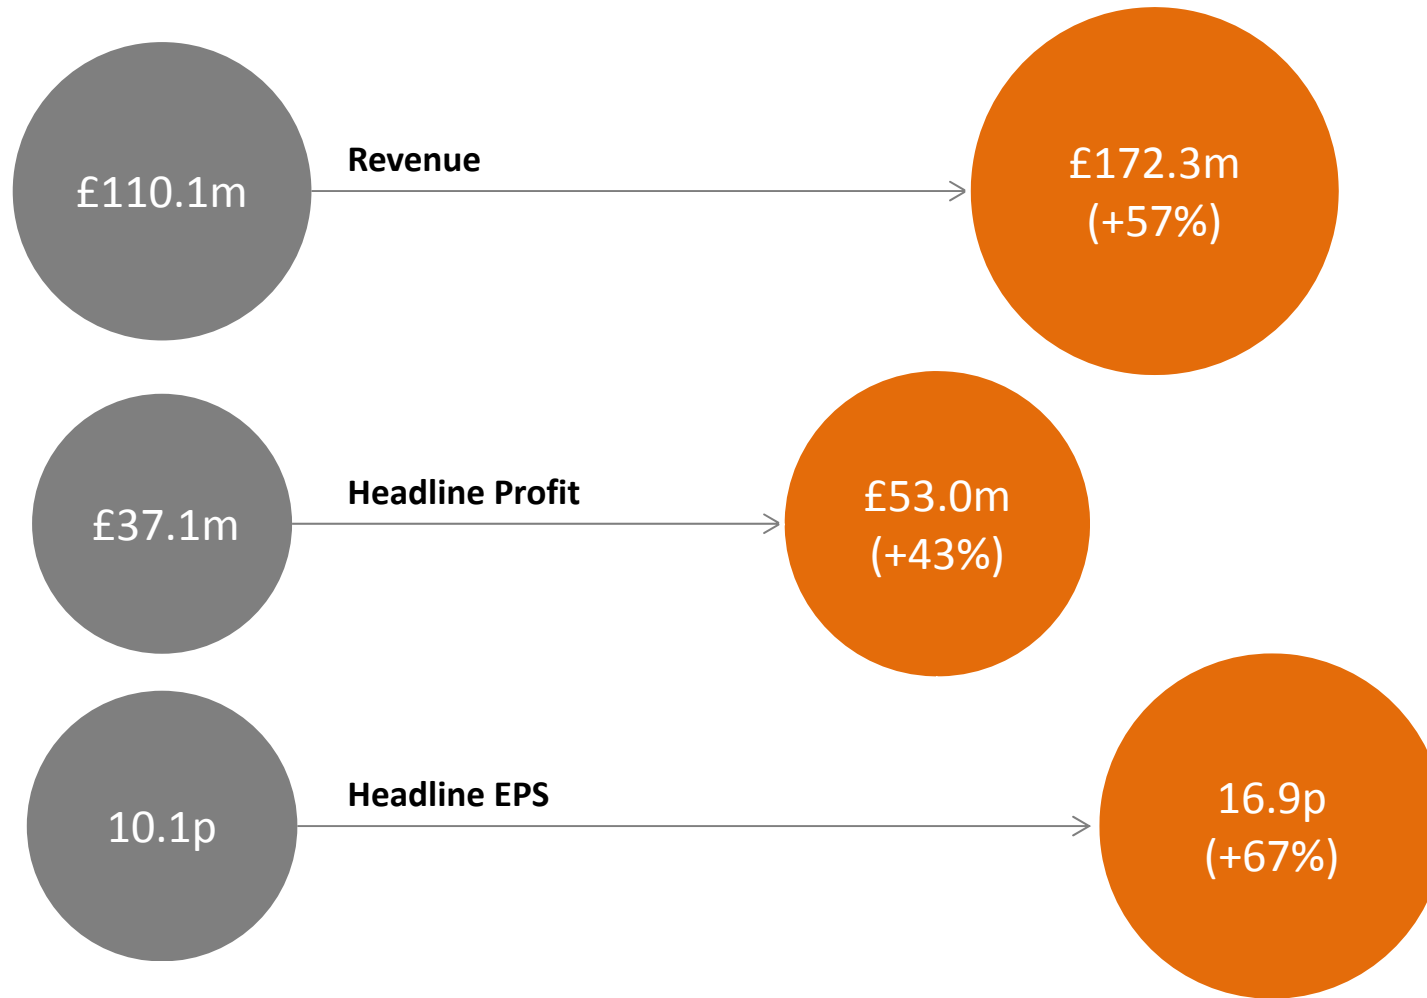 £110.1m
Revenue
£172.3m
(+57%)
£37.1m
Headline Profit
£53.0m
(+43%)
10.1p
Headline EPS
16.9p
(+67%)